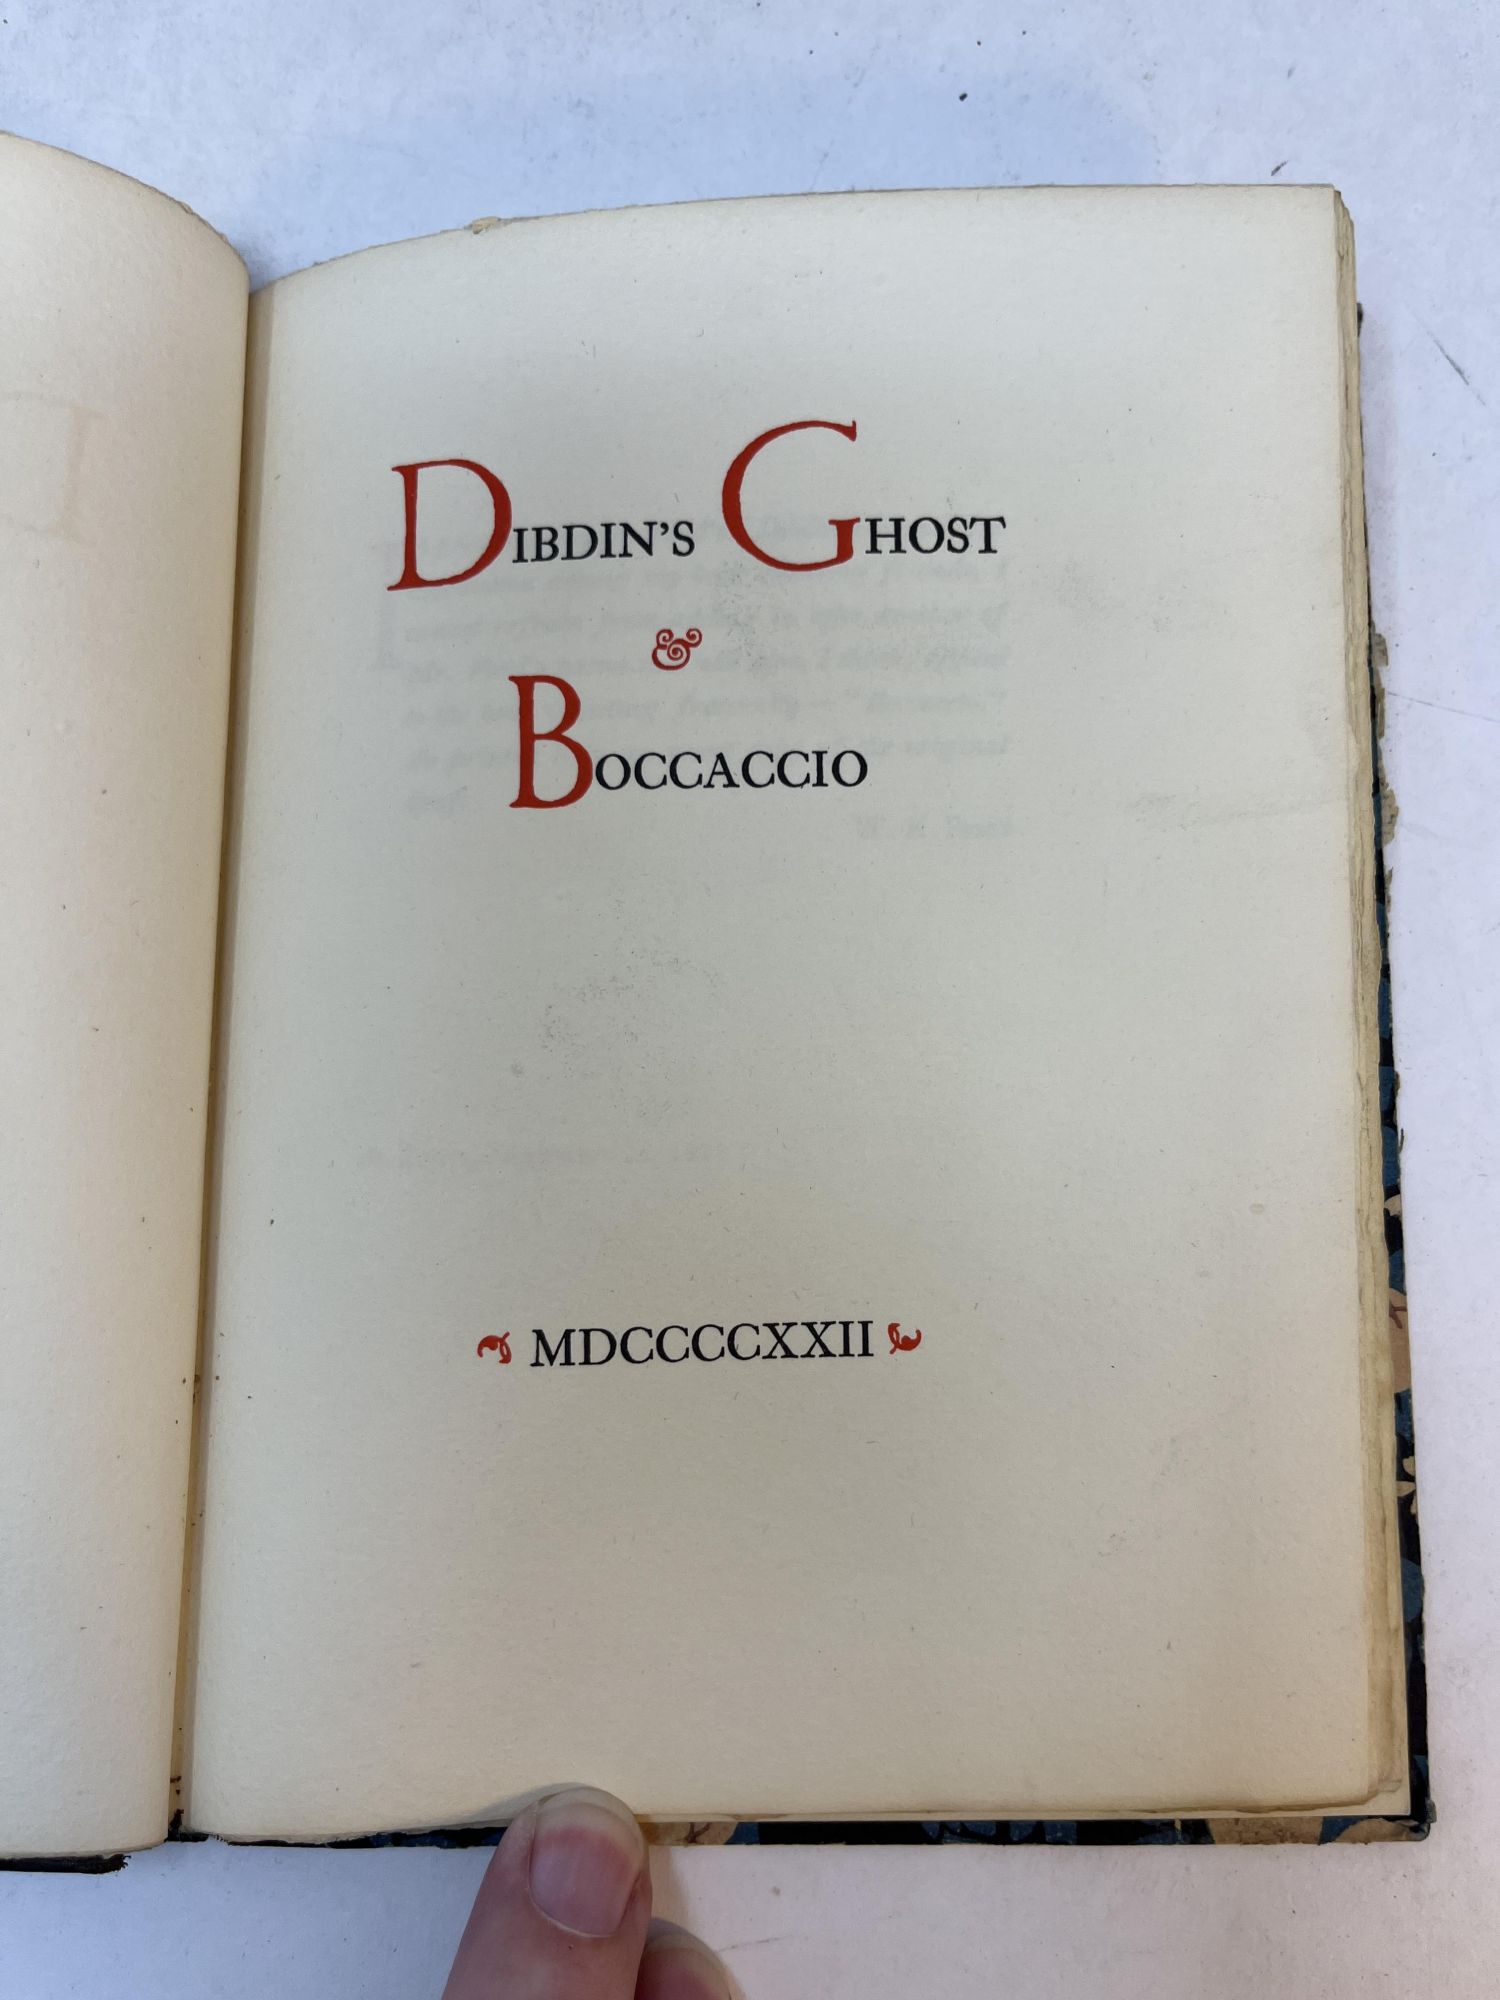 DIBDIN'S GHOST
&
BOCCACCIO
MDCCCCXXII